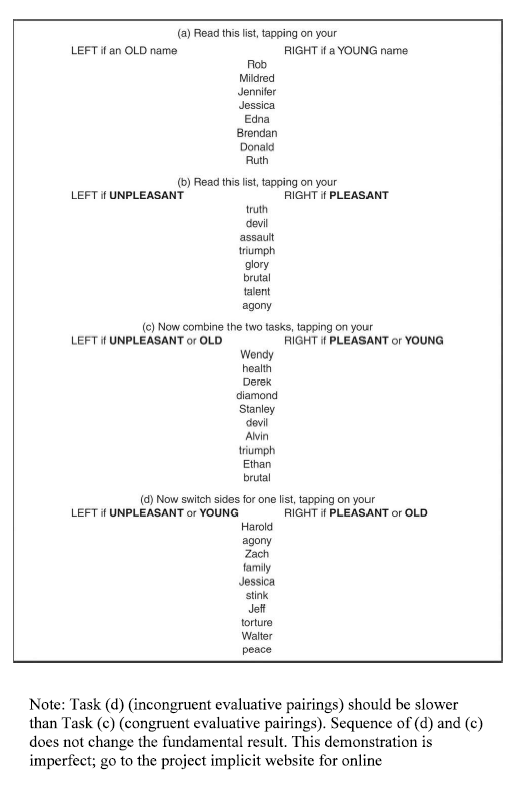 (a) Read this list, tapping on your
LEFT if an OLD name RIGHT if a YOUNG name
Rob
Mildred
Jennifer
Jessica
Edna
Brendan
Donald
Ruth
(b) Read this list, tapping on your
LEFT if UNPLEASANT RIGHT if PLEASANT
truth
devil
assault
triumph
glory
brutal
talent
agony
(c) Now combine the two tasks, tapping on your
LEFT if UNPLEASANT or OLD RIGHT if PLEASANT or YOUNG
Wendy
health
Derek
diamond
Stanley
devil
Alvin
triumph
Ethan
brutal
(d) Now switch sides for one list, tapping on your
LEFT if UNPLEASANT or YOUNG RIGHT if PLEASANT or OLD
Harold
agony
Zach
family
Jessica
stink
Jeff
torture
Walter
peace
Note: Task (d) (incongruent evaluative pairings) should be slower
than Task (c) (congruent evaluative pairings). Sequence of (d) and (c)
does not change the fundamental result. This demonstration is
imperfect; go to the project implicit website for online